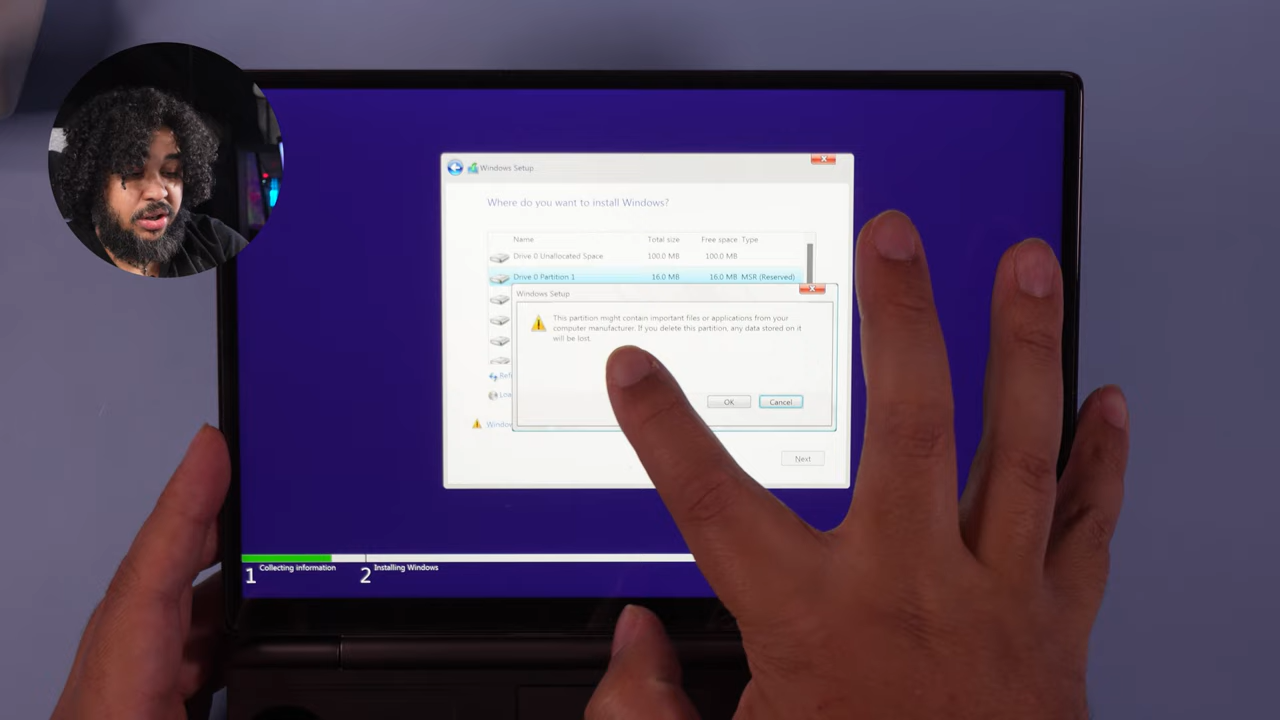 Windows Setup
Where do you want to install Windows?
Name Total size Free space Type
Drive 0 Unallocated Space 100.0 MB 100.0 MB
Drive 0 Partition 1 16.0 MB 16.0 MB MSR (Reserved)
Windows Setup
This partition might contain important files or applications from your
computer manufacturer. If you delete this partition, any data stored on it
will be lost.
OK Cancel
Next
1 Collecting information 2 Installing Windows